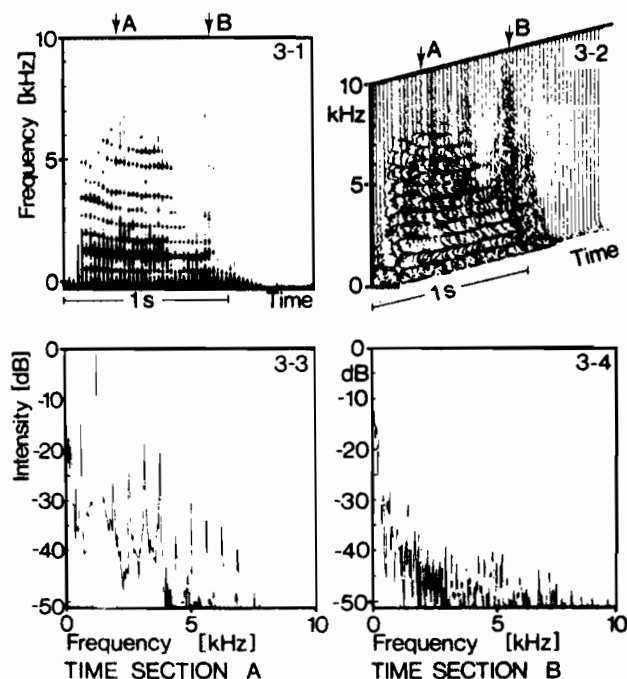 A B
3-1
10
5
0
Frequency [kHz]
1s Time
A B
3-2
10
kHz
5
0
1s Time
3-3
0
-10
-20
-30
-40
-50
Intensity [dB]
0 5 10
Frequency [kHz]
TIME SECTION A
3-4
0
dB
-10
-20
-30
-40
-50
0 5 10
Frequency [kHz]
TIME SECTION B